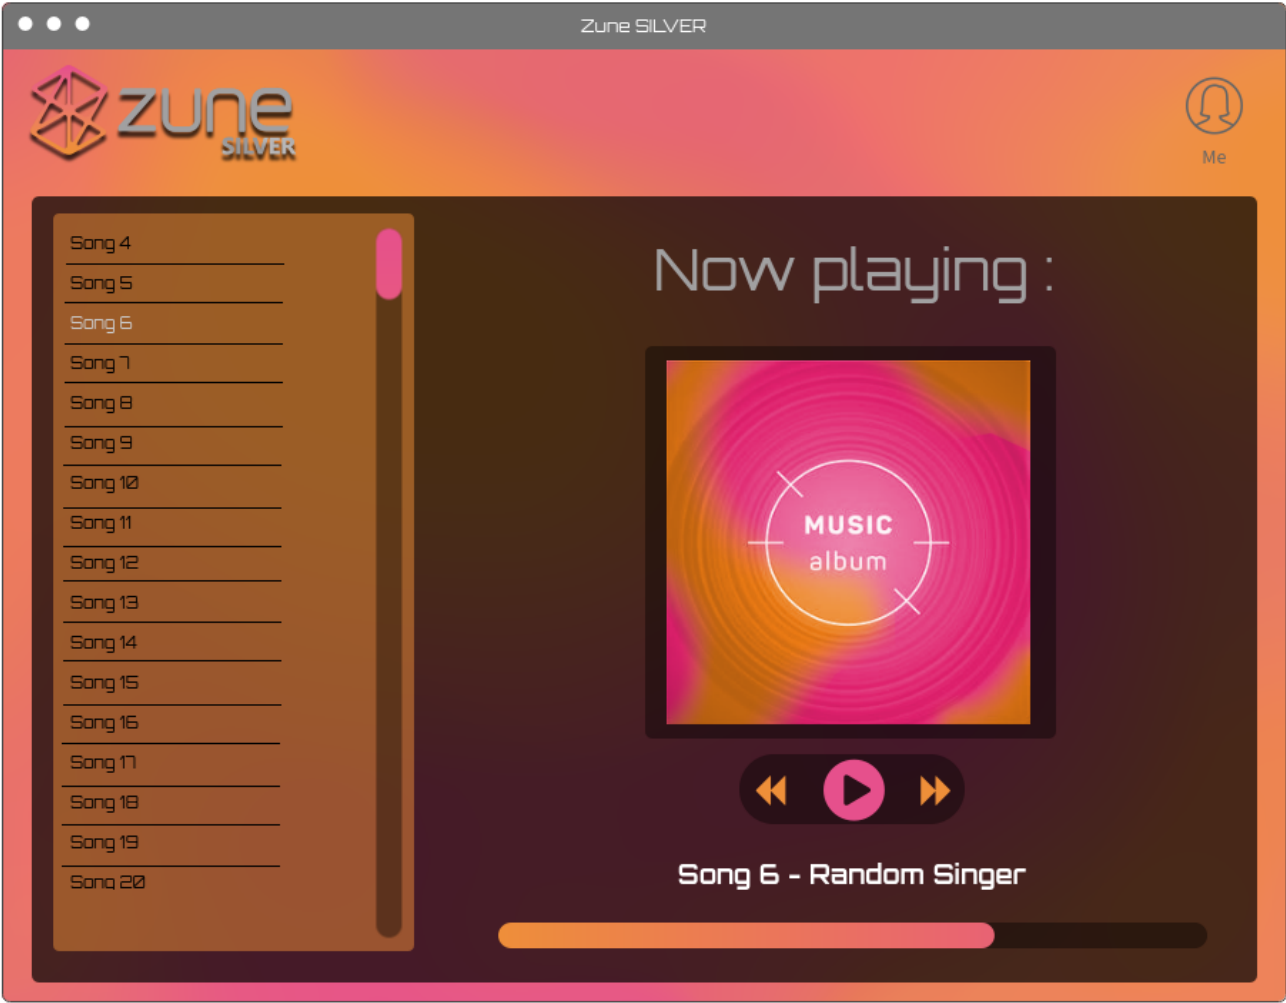 Zune SILVER
zune
SILVER
Me
Song 4
Song 5
Song 6
Song 7
Song 8
Song 9
Song 10
Song 11
Song 12
Song 13
Song 14
Song 15
Song 16
Song 17
Song 18
Song 19
Song 20
Now playing :
MUSIC
album
Song 6 - Random Singer